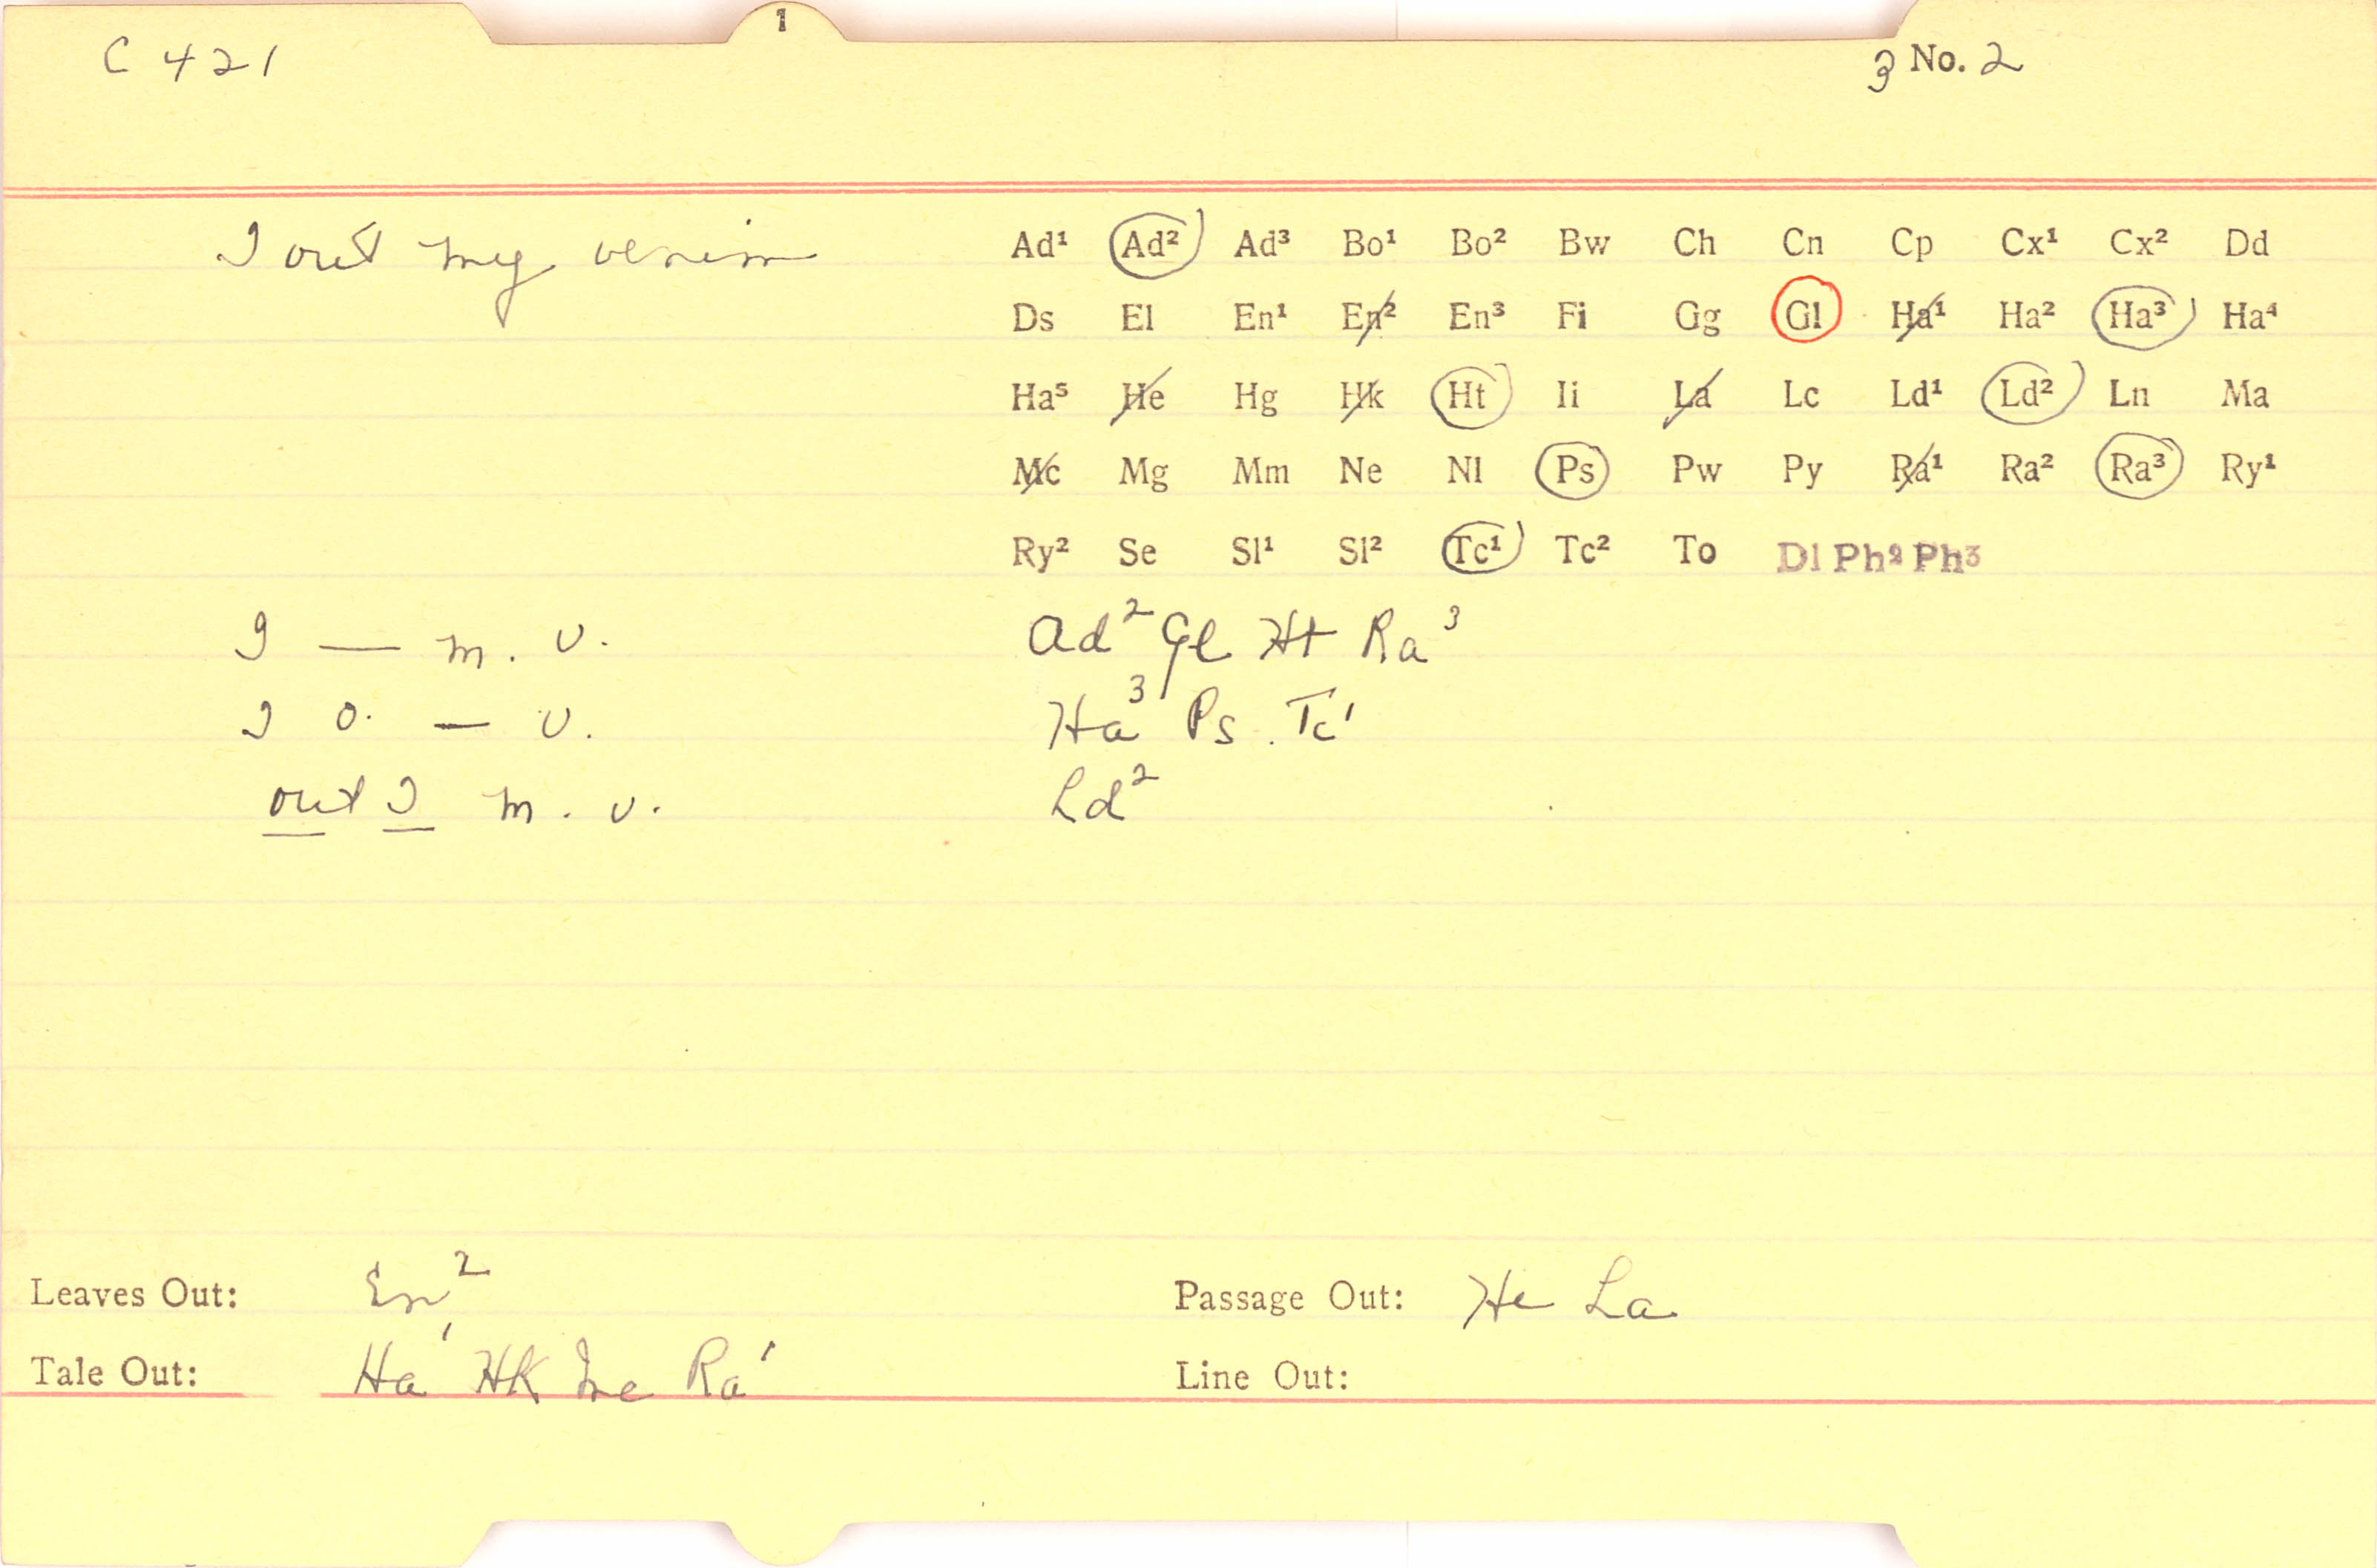 1
C 421
3 No. 2
I out my venim
Ad¹ Ad² Ad³ Bo¹ Bo² Bw Ch Cn Cp Cx¹ Cx² Dd
Ds El En¹ En² En³ Fi Gg Gl Ha¹ Ha² Ha³ Ha⁴
Ha⁵ He Hg Hk Ht Ii La Lc Ld¹ Ld² Ln Ma
Mc Mg Mm Ne Nl Ps Pw Py Ra¹ Ra² Ra³ Ry¹
Ry² Se Sl¹ Sl² Tc¹ Tc² To Dl Ph² Ph³
I — m. v. Ad² Gl Ht Ra³
I o. — v. Ha³ Ps. Tc¹
out I m. v. Ld²
Leaves Out: En² Passage Out: He La
Tale Out: Ha¹ Hk Mc Ra¹ Line Out: